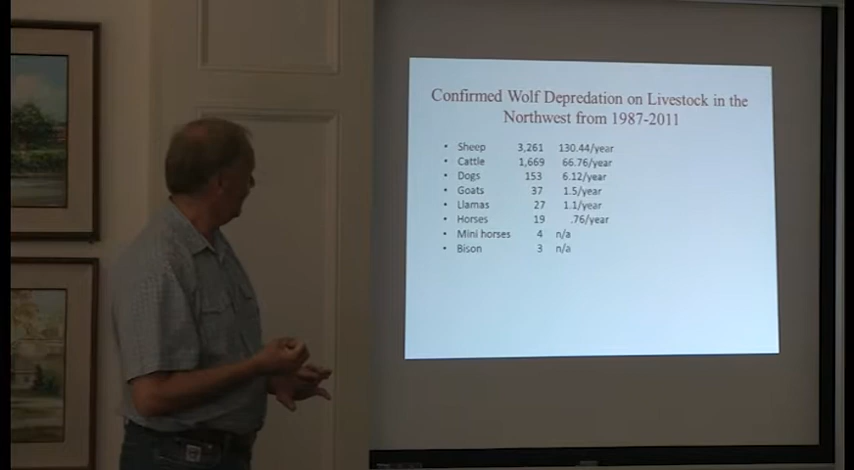 Confirmed Wolf Depredation on Livestock in the
Northwest from 1987-2011
• Sheep 3,261 130.44/year
• Cattle 1,669 66.76/year
• Dogs 153 6.12/year
• Goats 37 1.5/year
• Llamas 27 1.1/year
• Horses 19 .76/year
• Mini horses 4 n/a
• Bison 3 n/a